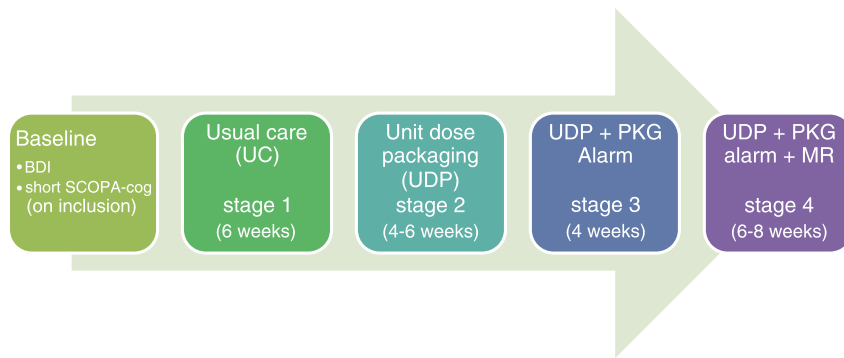 Baseline
•BDI
•short SCOPA-cog
(on inclusion)
Usual care
(UC)
stage 1
(6 weeks)
Unit dose
packaging
(UDP)
stage 2
(4-6 weeks)
UDP + PKG
Alarm
stage 3
(4 weeks)
UDP + PKG
alarm + MR
stage 4
(6-8 weeks)